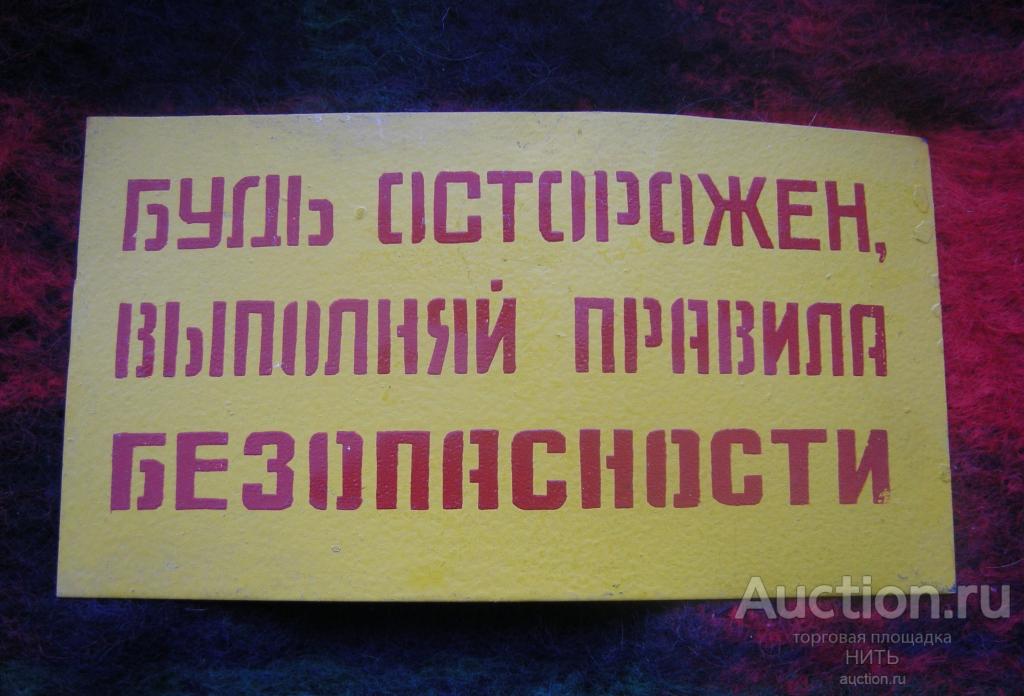 БУДЬ ОСТОРОЖЕН,
ВЫПОЛНЯЙ ПРАВИЛА
БЕЗОПАСНОСТИ
Auction.ru
торговая площадка
НИТЬ
auction.ru